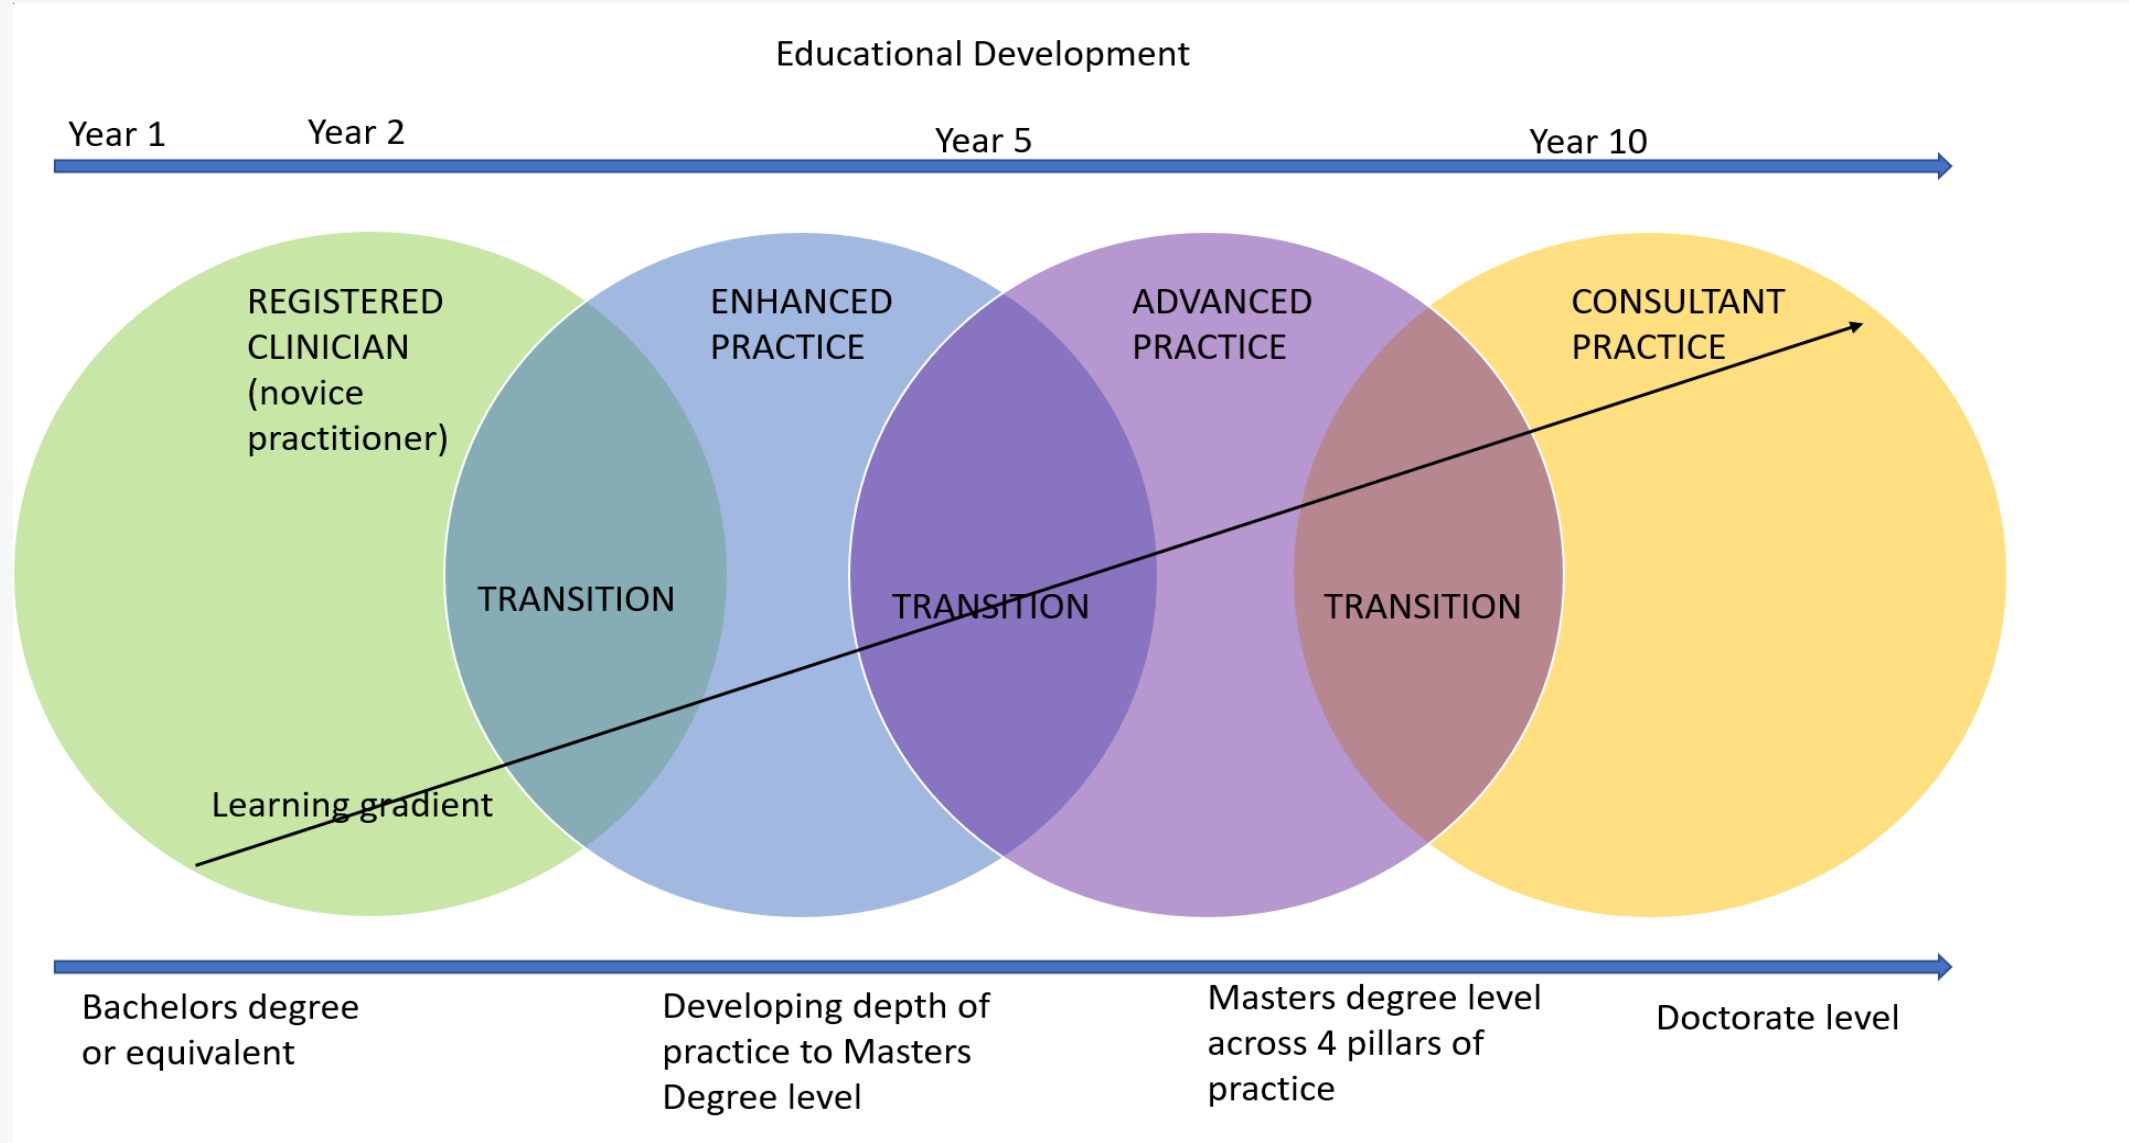 Educational Development
Year 1
Year 2
Year 5
Year 10
REGISTERED
CLINICIAN
(novice
practitioner)
ENHANCED
PRACTICE
ADVANCED
PRACTICE
CONSULTANT
PRACTICE
TRANSITION
TRANSITION
TRANSITION
Learning gradient
Bachelors degree
or equivalent
Developing depth of
practice to Masters
Degree level
Masters degree level
across 4 pillars of
practice
Doctorate level